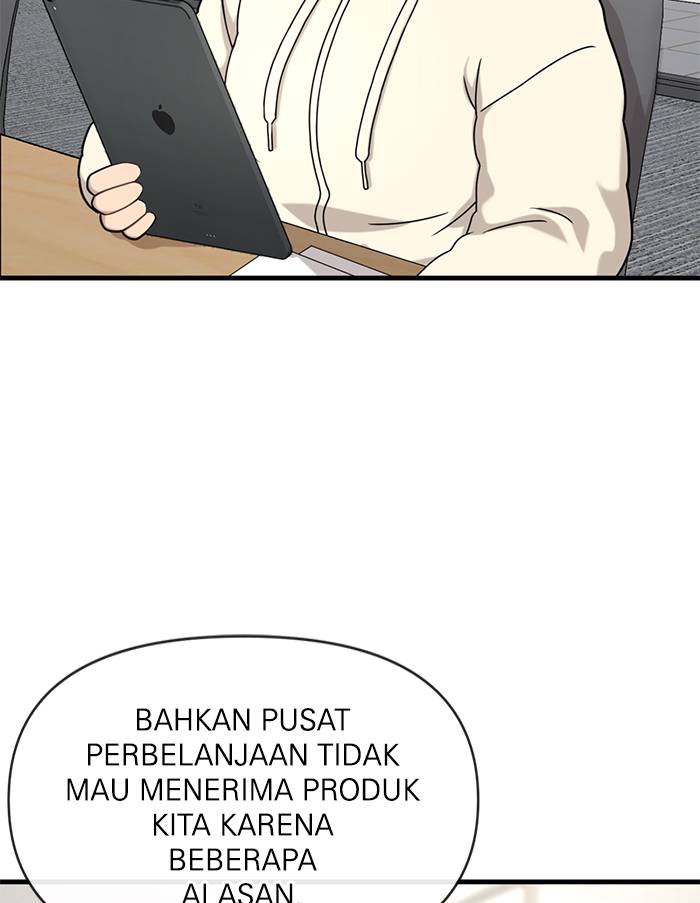 BAHKAN PUSAT
PERBELANJAAN TIDAK
MAU MENERIMA PRODUK
KITA KARENA
BEBERAPA
ALASAN.